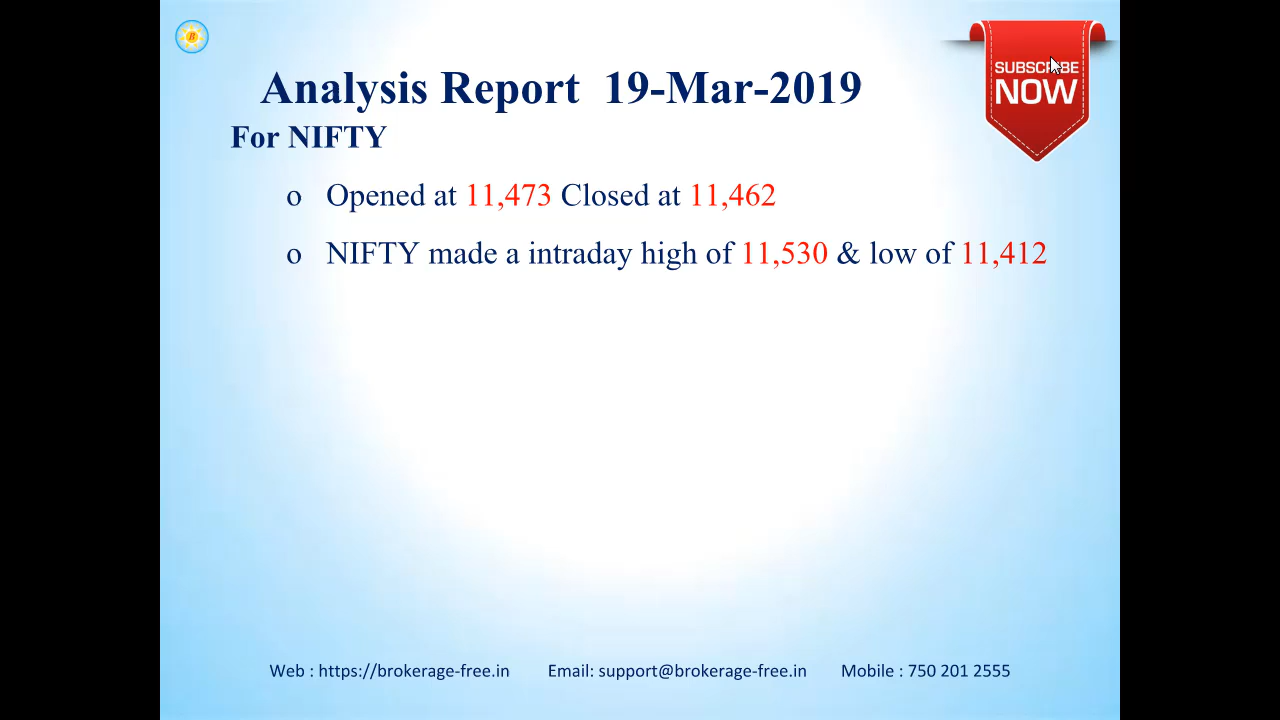 B
SUBSCRIBE
NOW
Analysis Report 19-Mar-2019
For NIFTY
o Opened at 11,473 Closed at 11,462
o NIFTY made a intraday high of 11,530 & low of 11,412
Web : https://brokerage-free.in Email: support@brokerage-free.in Mobile : 750 201 2555